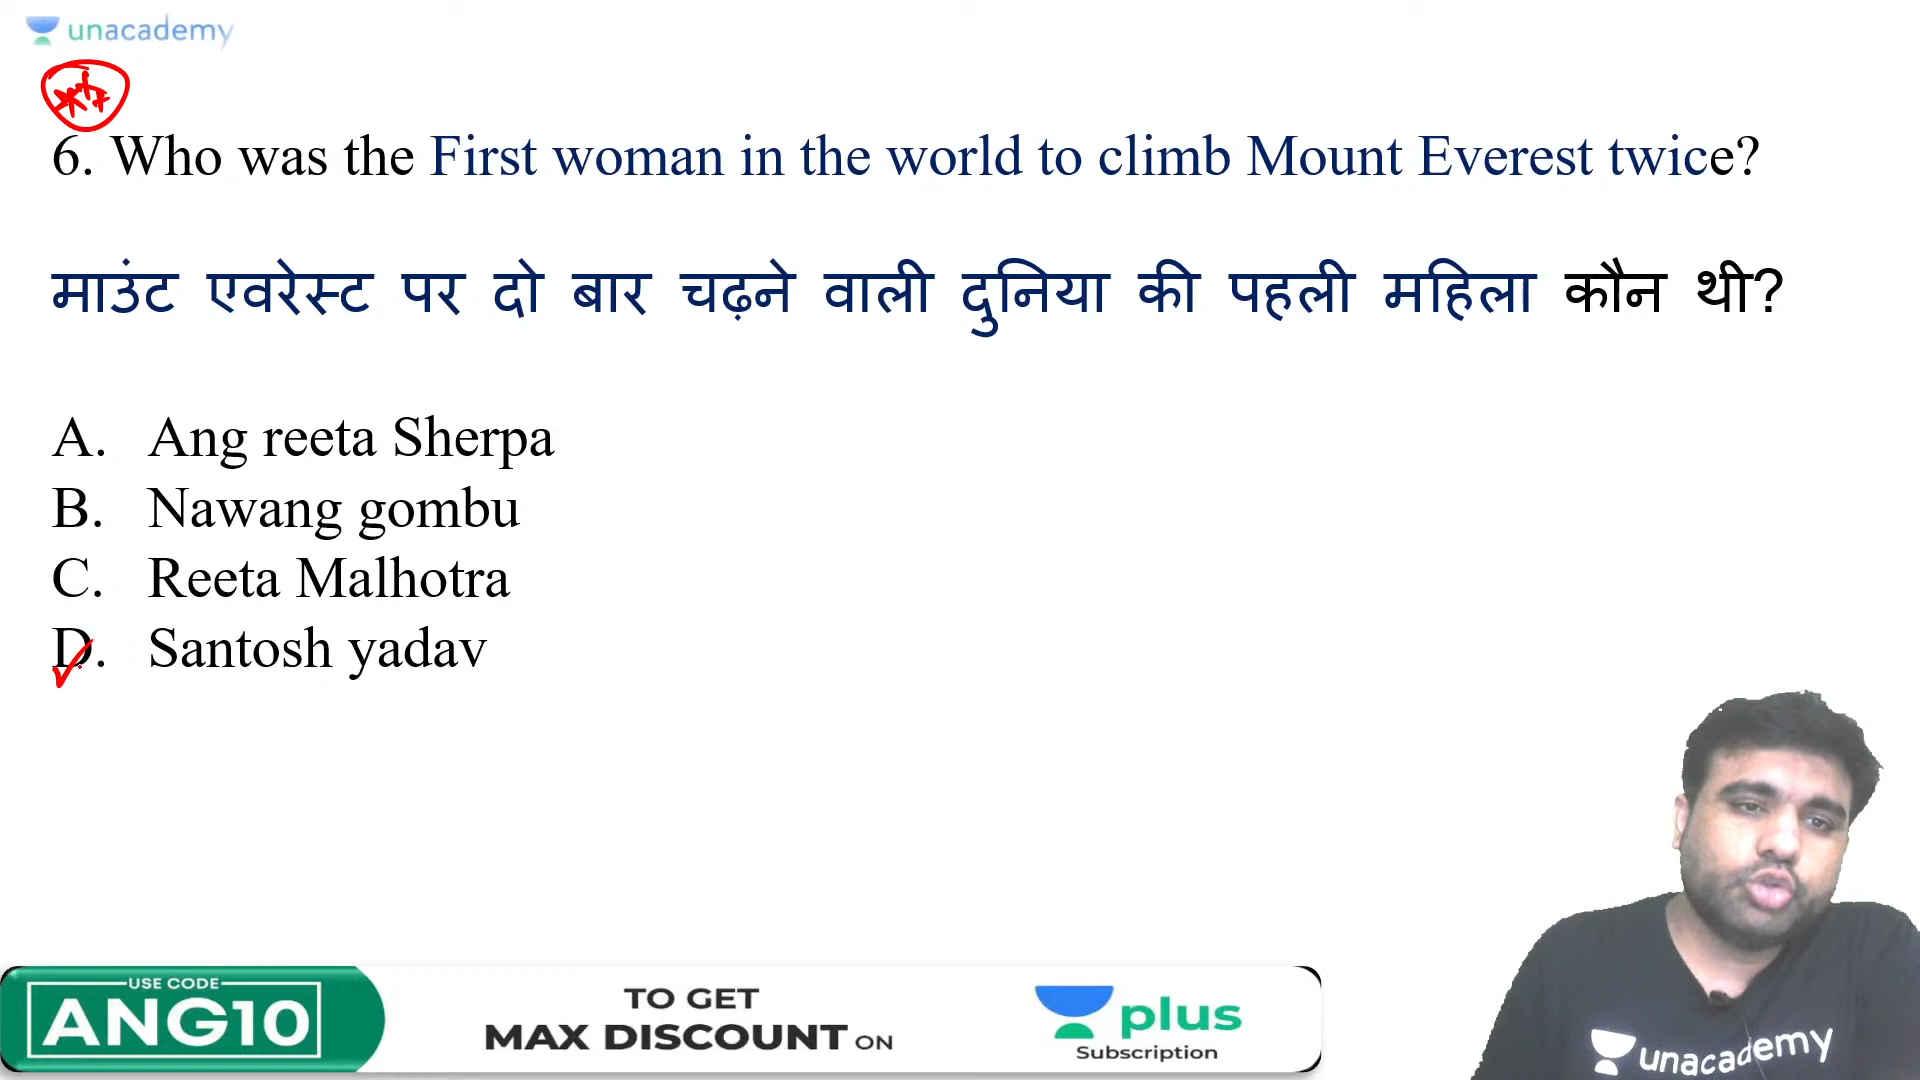 unacademy
6. Who was the First woman in the world to climb Mount Everest twice?
माउंट एवरेस्ट पर दो बार चढ़ने वाली दुनिया की पहली महिला कौन थी?
A. Ang reeta Sherpa
B. Nawang gombu
C. Reeta Malhotra
D. Santosh yadav
USE CODE
ANG10
TO GET
MAX DISCOUNT ON
plus
Subscription
unacademy